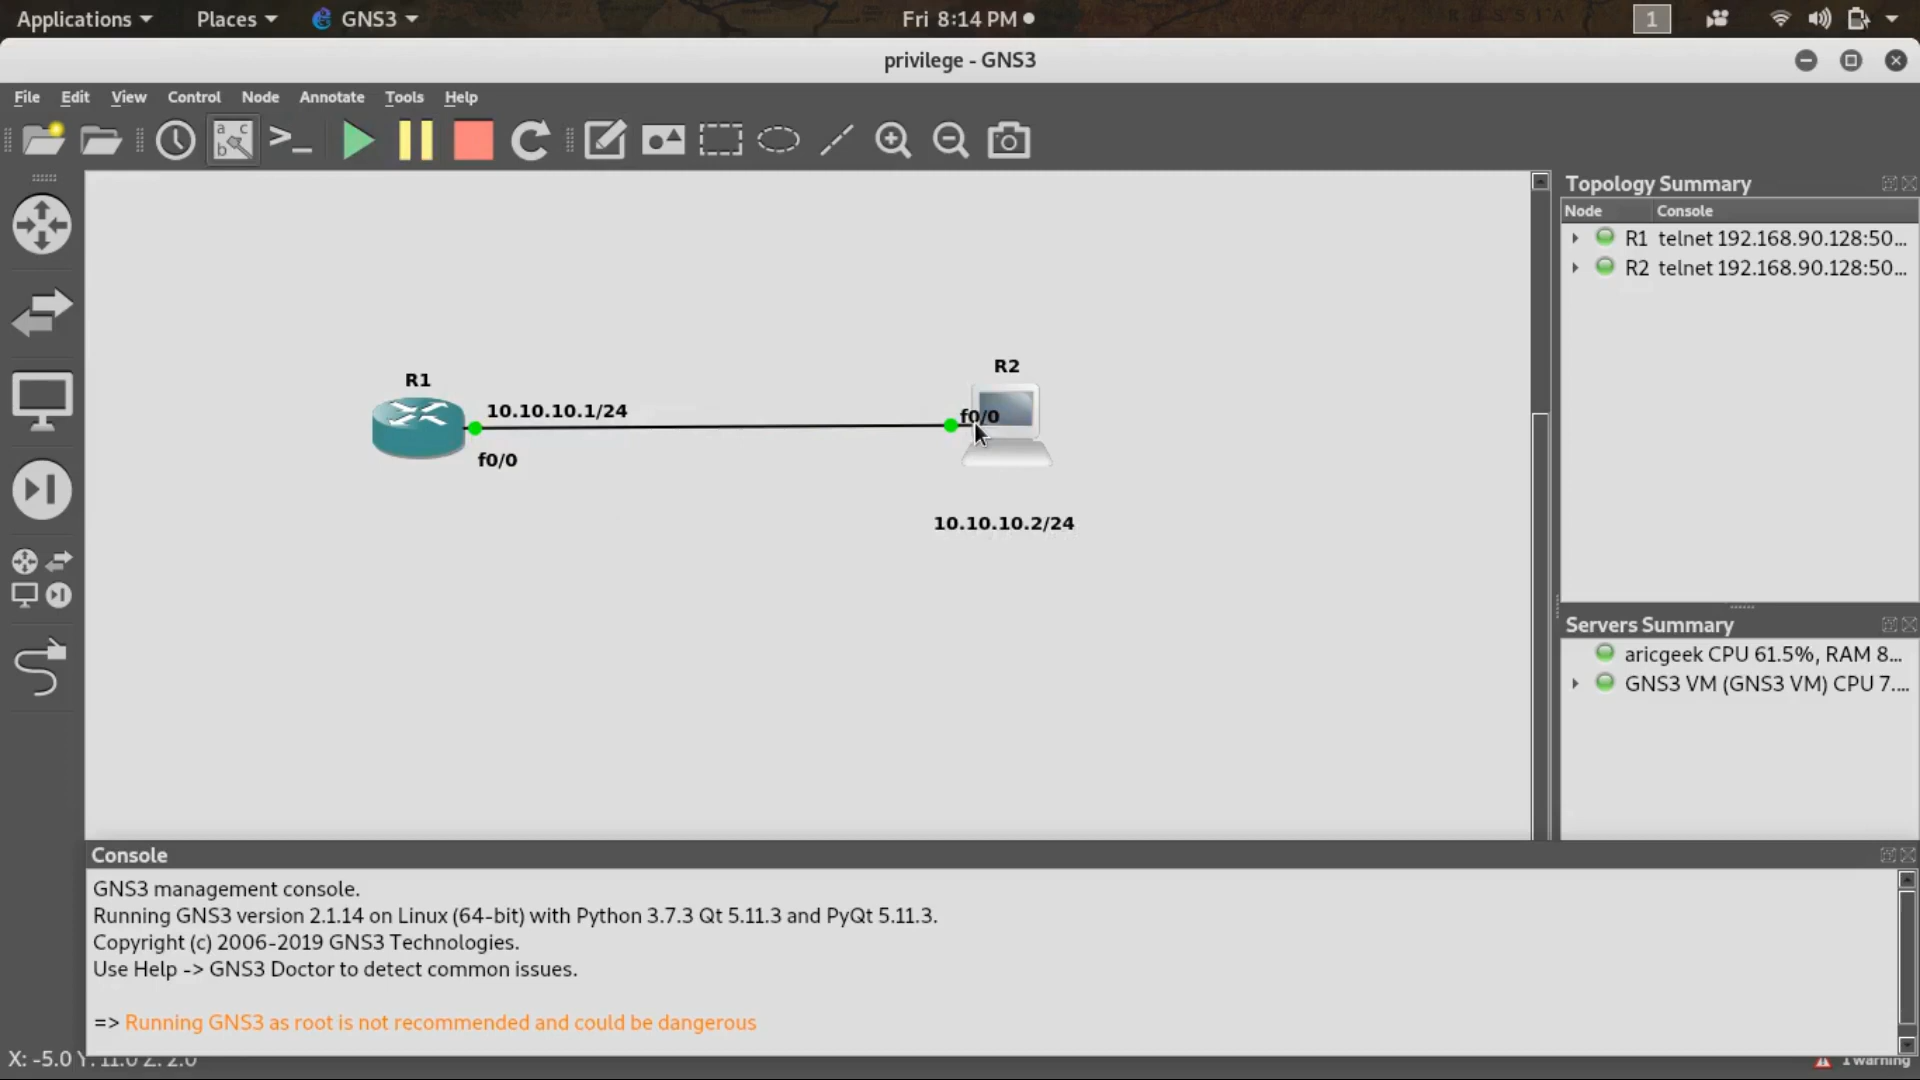 Applications Places GNS3 Fri 8:14 PM 1
privilege - GNS3
File Edit View Control Node Annotate Tools Help
a c
b
>_
Topology Summary
Node Console
R1 telnet 192.168.90.128:50...
R2 telnet 192.168.90.128:50...
R2
R1
10.10.10.1/24
f0/0
f0/0
10.10.10.2/24
Servers Summary
aricgeek CPU 61.5%, RAM 8...
GNS3 VM (GNS3 VM) CPU 7....
Console
GNS3 management console.
Running GNS3 version 2.1.14 on Linux (64-bit) with Python 3.7.3 Qt 5.11.3 and PyQt 5.11.3.
Copyright (c) 2006-2019 GNS3 Technologies.
Use Help -> GNS3 Doctor to detect common issues.
=> Running GNS3 as root is not recommended and could be dangerous
X: -5.0 Y: 11.0 Z: 2.0
1 warning